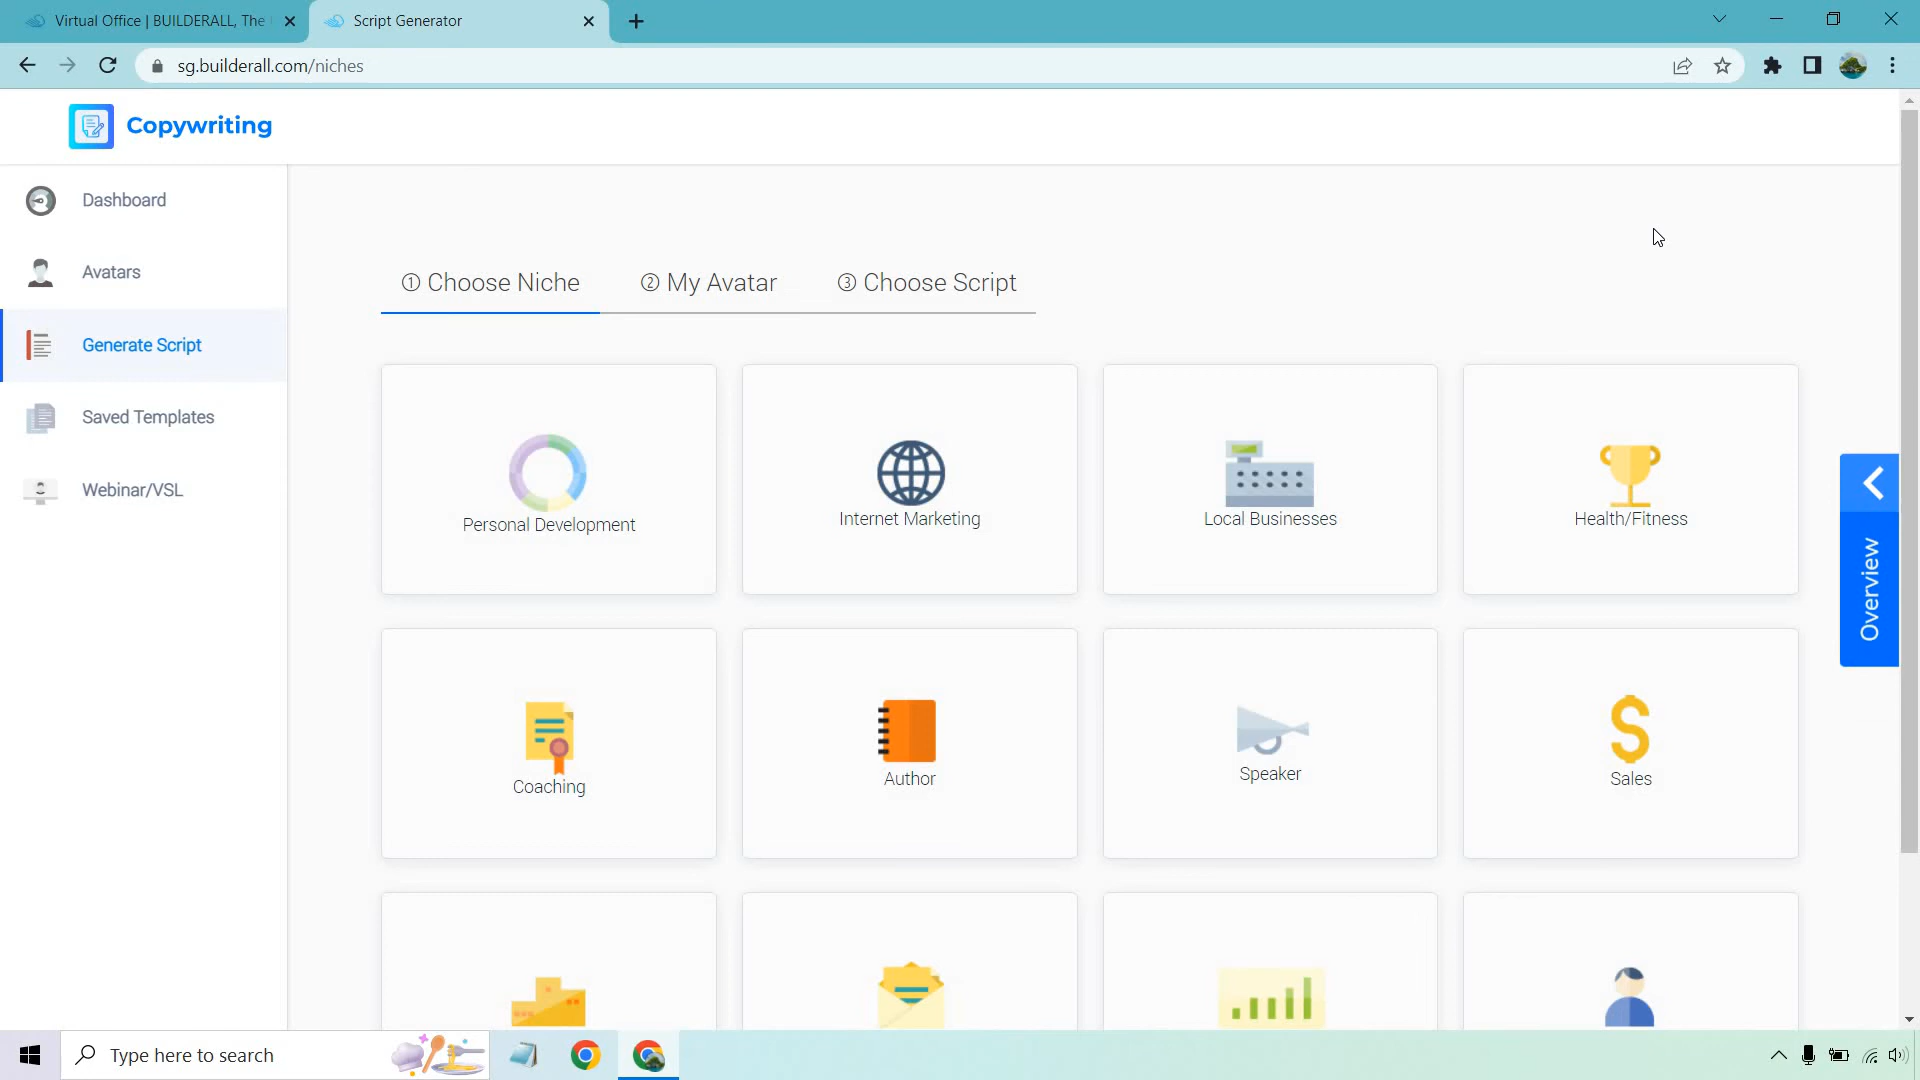 Virtual Office | BUILDERALL, The
Script Generator
sg.builderall.com/niches
Copywriting
Dashboard
Avatars
Generate Script
Saved Templates
Webinar/VSL
① Choose Niche
② My Avatar
③ Choose Script
Personal Development
Internet Marketing
Local Businesses
Health/Fitness
Coaching
Author
Speaker
Sales
Overview
Type here to search